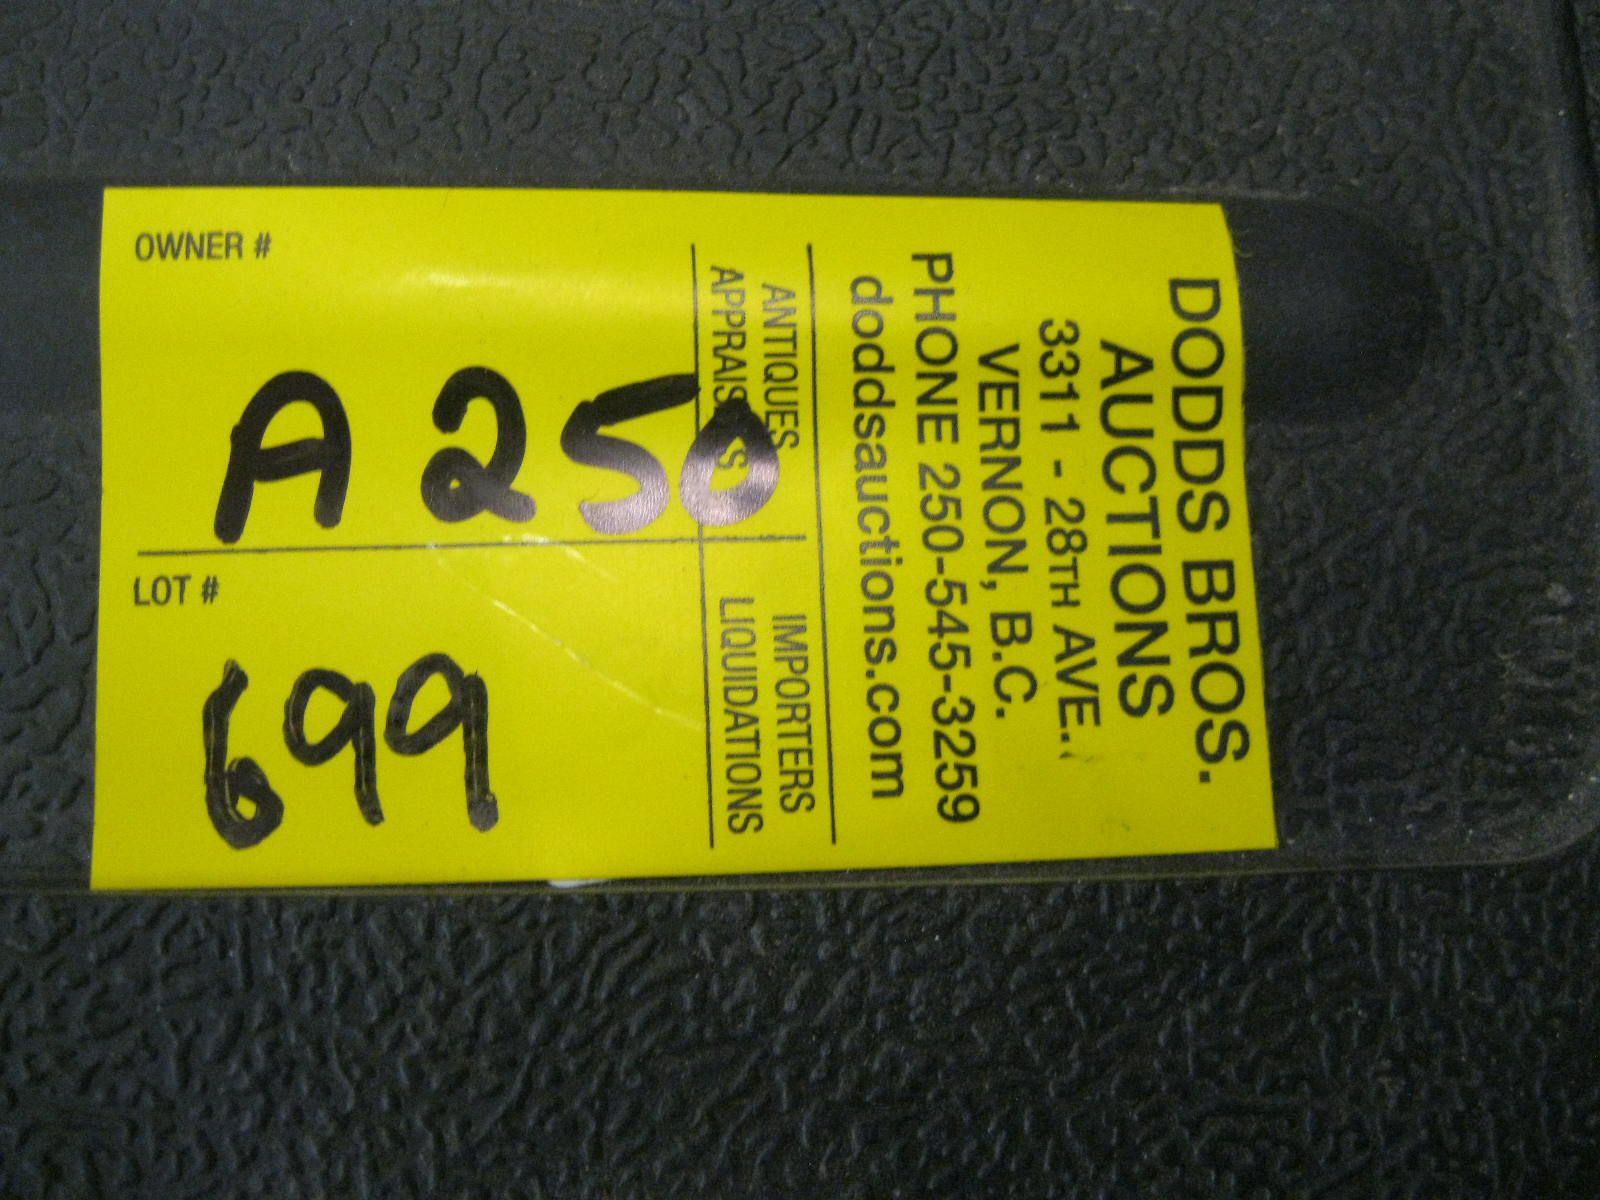 DODDS BROS.
AUCTIONS
3311 - 28TH AVE.
VERNON, B.C.
PHONE 250-545-3259
doddsauctions.com
ANTIQUES IMPORTERS
APPRAISALS LIQUIDATIONS
OWNER #
A250
LOT #
699